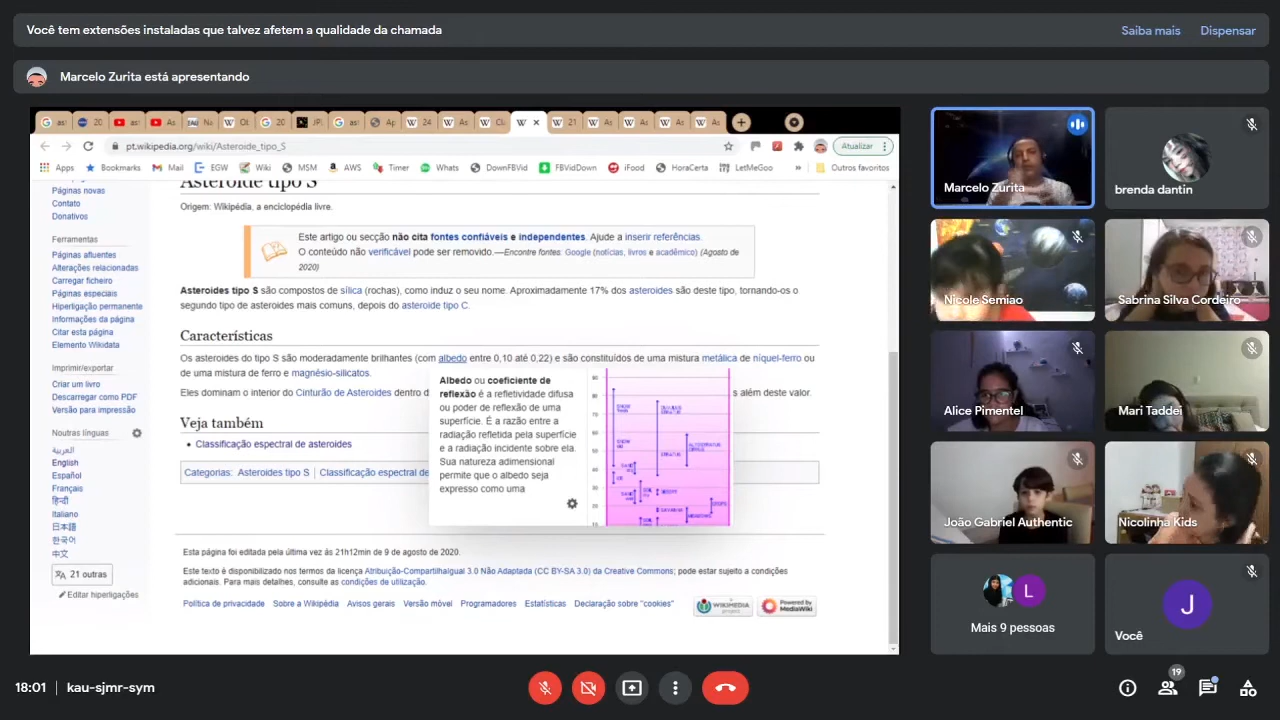 Você tem extensões instaladas que talvez afetem a qualidade da chamada
Saiba mais
Dispensar
Marcelo Zurita está apresentando
pt.wikipedia.org/wiki/Asteroide_tipo_S
Atualizar
Apps
Bookmarks
Mail
EGW
Wiki
MSM
AWS
Timer
Whats
DownFBVid
FBVidDown
iFood
HoraCerta
LetMeGoo
»
Outros favoritos
Asteroide tipo S
Origem: Wikipédia, a enciclopédia livre.
Este artigo ou secção não cita fontes confiáveis e independentes. Ajude a inserir referências.
O conteúdo não verificável pode ser removido.—Encontre fontes: Google (notícias, livros e acadêmico) (Agosto de
2020)
Asteroides tipo S são compostos de sílica (rochas), como induz o seu nome. Aproximadamente 17% dos asteroides são deste tipo, tornando-os o
segundo tipo de asteroides mais comuns, depois do asteroide tipo C.
Características
Os asteroides do tipo S são moderadamente brilhantes (com albedo entre 0,10 até 0,22) e são constituídos de uma mistura metálica de níquel-ferro ou
de uma mistura de ferro e magnésio-silicatos.
Eles dominam o interior do Cinturão de Asteroides dentro d
s além deste valor.
Albedo ou coeficiente de
reflexão é a refletividade difusa
ou poder de reflexão de uma
superfície. É a razão entre a
radiação refletida pela superfície
e a radiação incidente sobre ela.
Sua natureza adimensional
permite que o albedo seja
expresso como uma
Veja também
• Classificação espectral de asteroides
Categorias: Asteroides tipo S | Classificação espectral de
Esta página foi editada pela última vez às 21h12min de 9 de agosto de 2020.
Este texto é disponibilizado nos termos da licença Atribuição-CompartilhaIgual 3.0 Não Adaptada (CC BY-SA 3.0) da Creative Commons; pode estar sujeito a condições
adicionais. Para mais detalhes, consulte as condições de utilização.
Política de privacidade
Sobre a Wikipédia
Avisos gerais
Versão móvel
Programadores
Estatísticas
Declaração sobre "cookies"
WIKIMEDIA
project
Powered by
MediaWiki
Páginas novas
Contato
Donativos
Ferramentas
Páginas afluentes
Alterações relacionadas
Carregar ficheiro
Páginas especiais
Hiperligação permanente
Informações da página
Citar esta página
Elemento Wikidata
Imprimir/exportar
Criar um livro
Descarregar como PDF
Versão para impressão
Noutras línguas
العربية
English
Español
Français
हिन्दी
Italiano
日本語
한국어
中文
21 outras
Editar hiperligações
Marcelo Zurita
brenda dantin
Nicole Semiao
Sabrina Silva Cordeiro
Alice Pimentel
Mari Taddei
João Gabriel Authentic
Nicolinha Kids
L
Mais 9 pessoas
J
Você
18:01 | kau-sjmr-sym
19